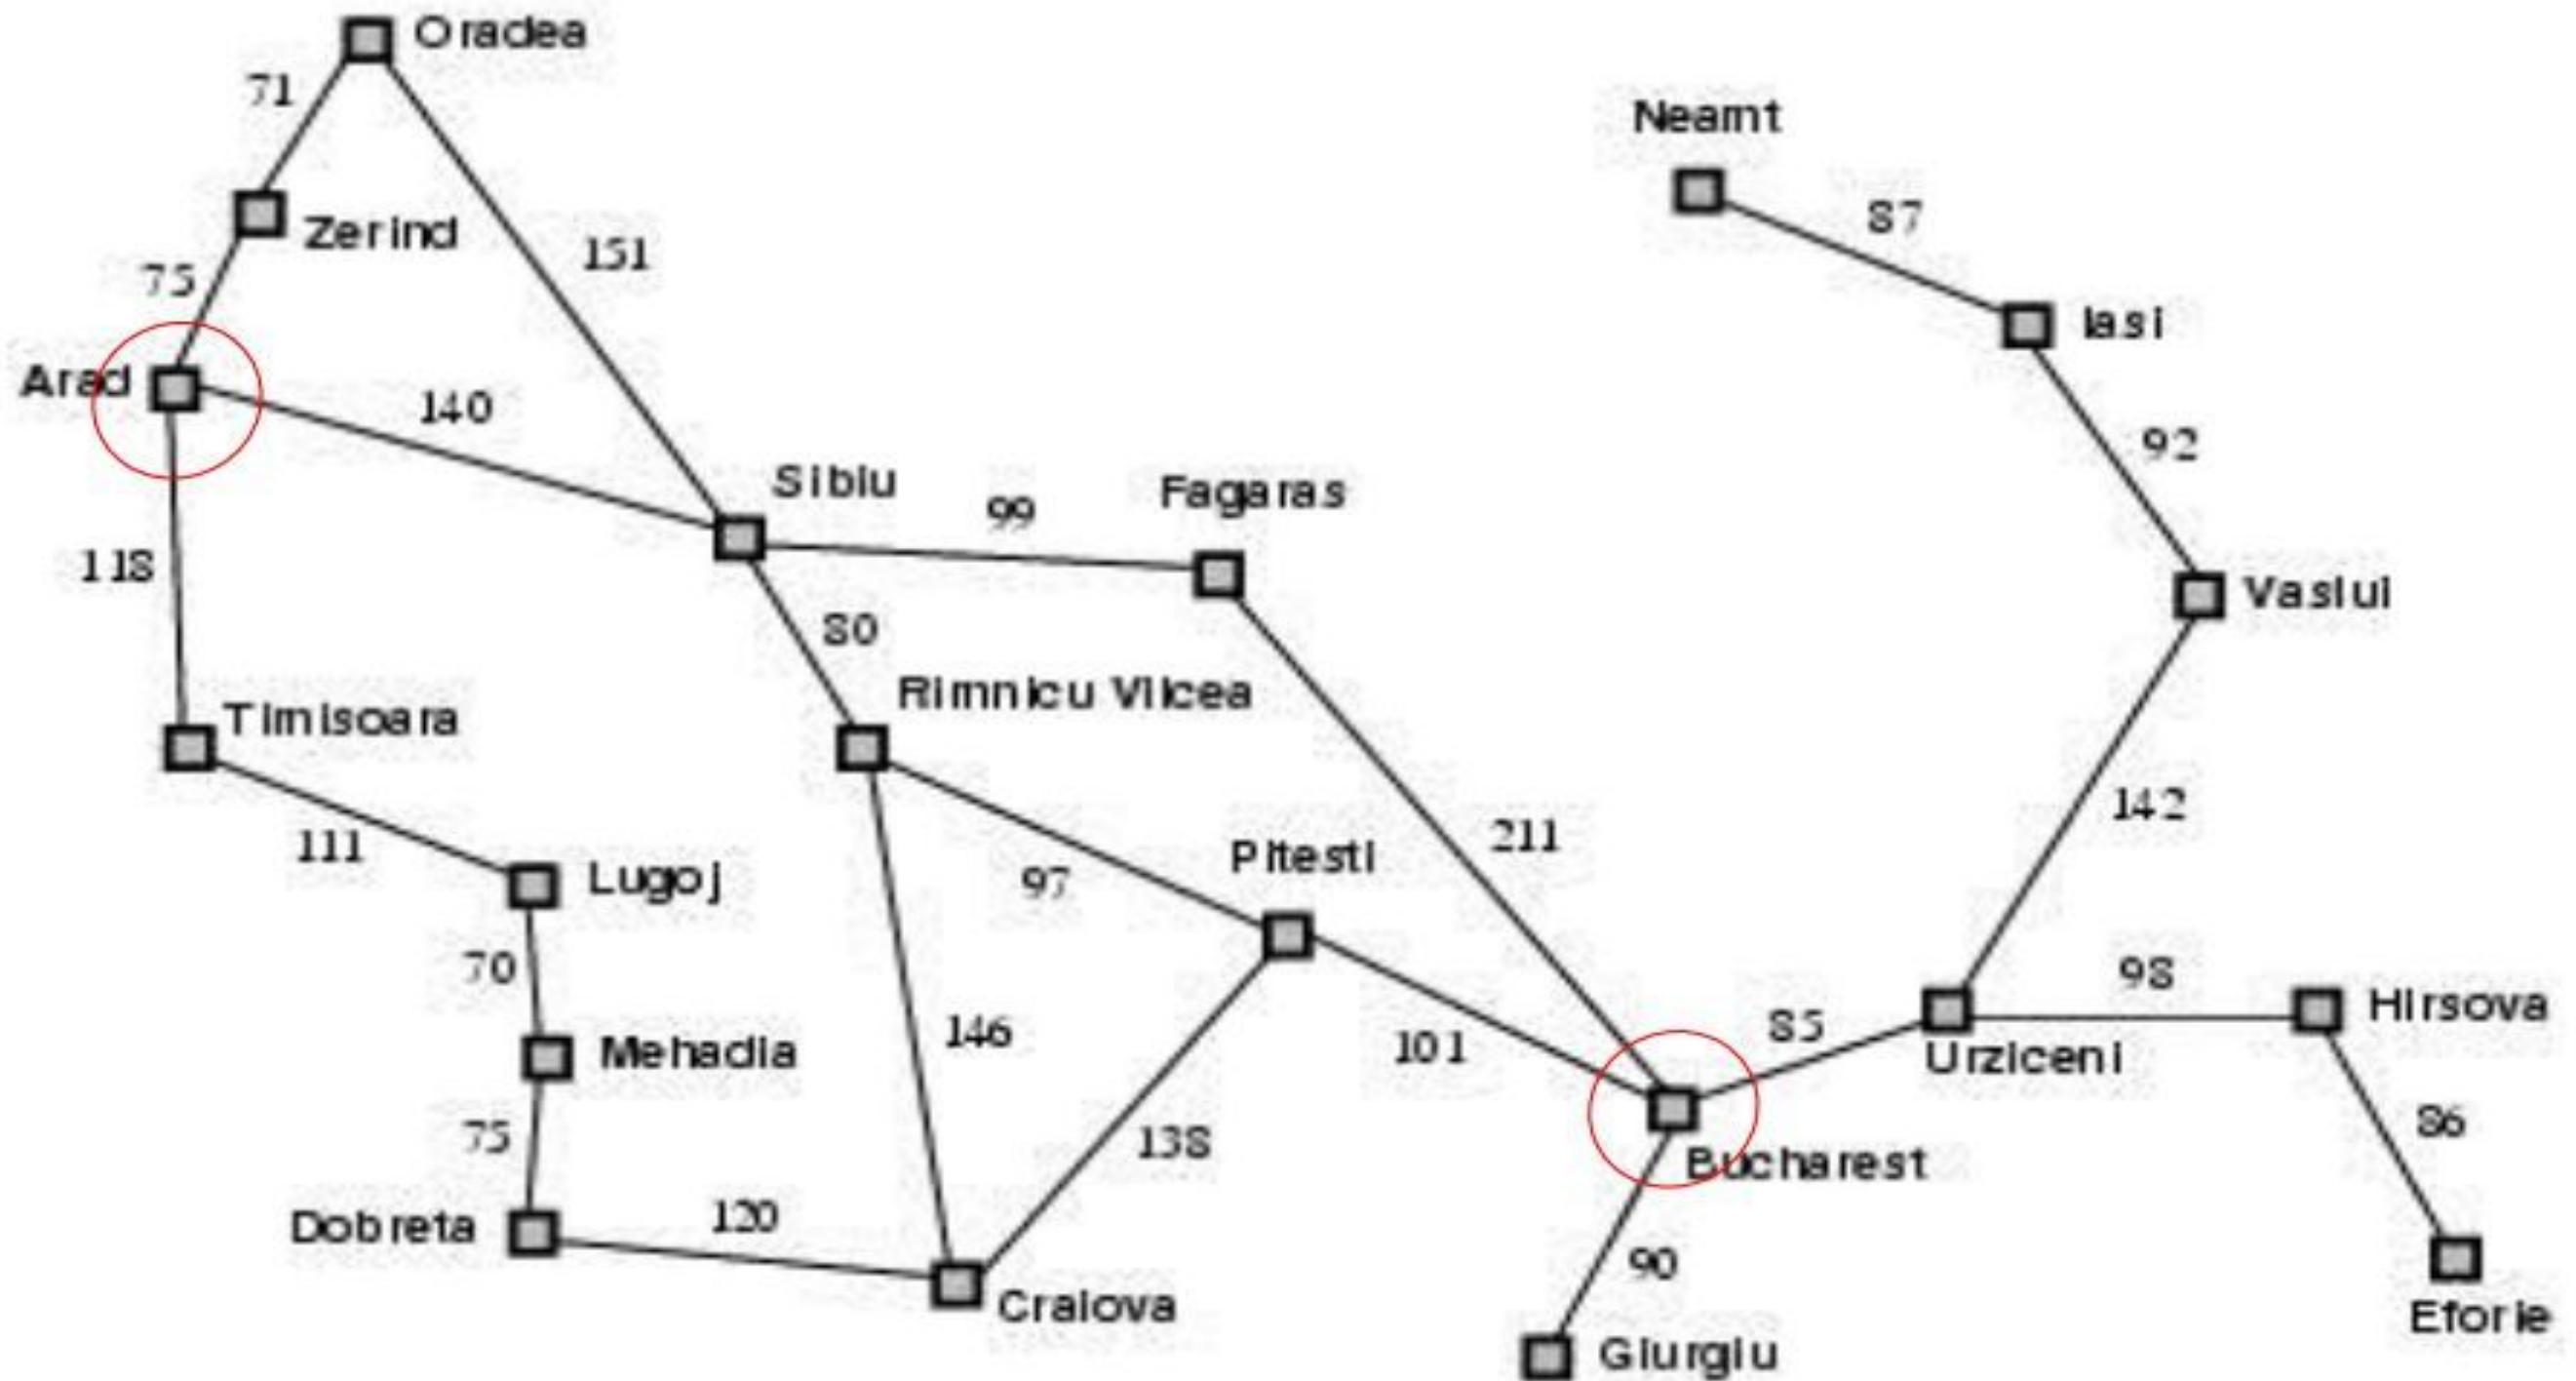 Oradea
71
Neamt
87
Zerind
151
75
Iasi
Arad
140
92
Sibiu
99
Fagaras
118
80
Vaslui
Rimnicu Vilcea
Timisoara
142
111
97
Pitesti
211
Lugoj
70
98
Hirsova
85
Urziceni
146
101
Mehadia
75
138
86
Bucharest
Dobreta
120
90
Craiova
Eforie
Giurgiu